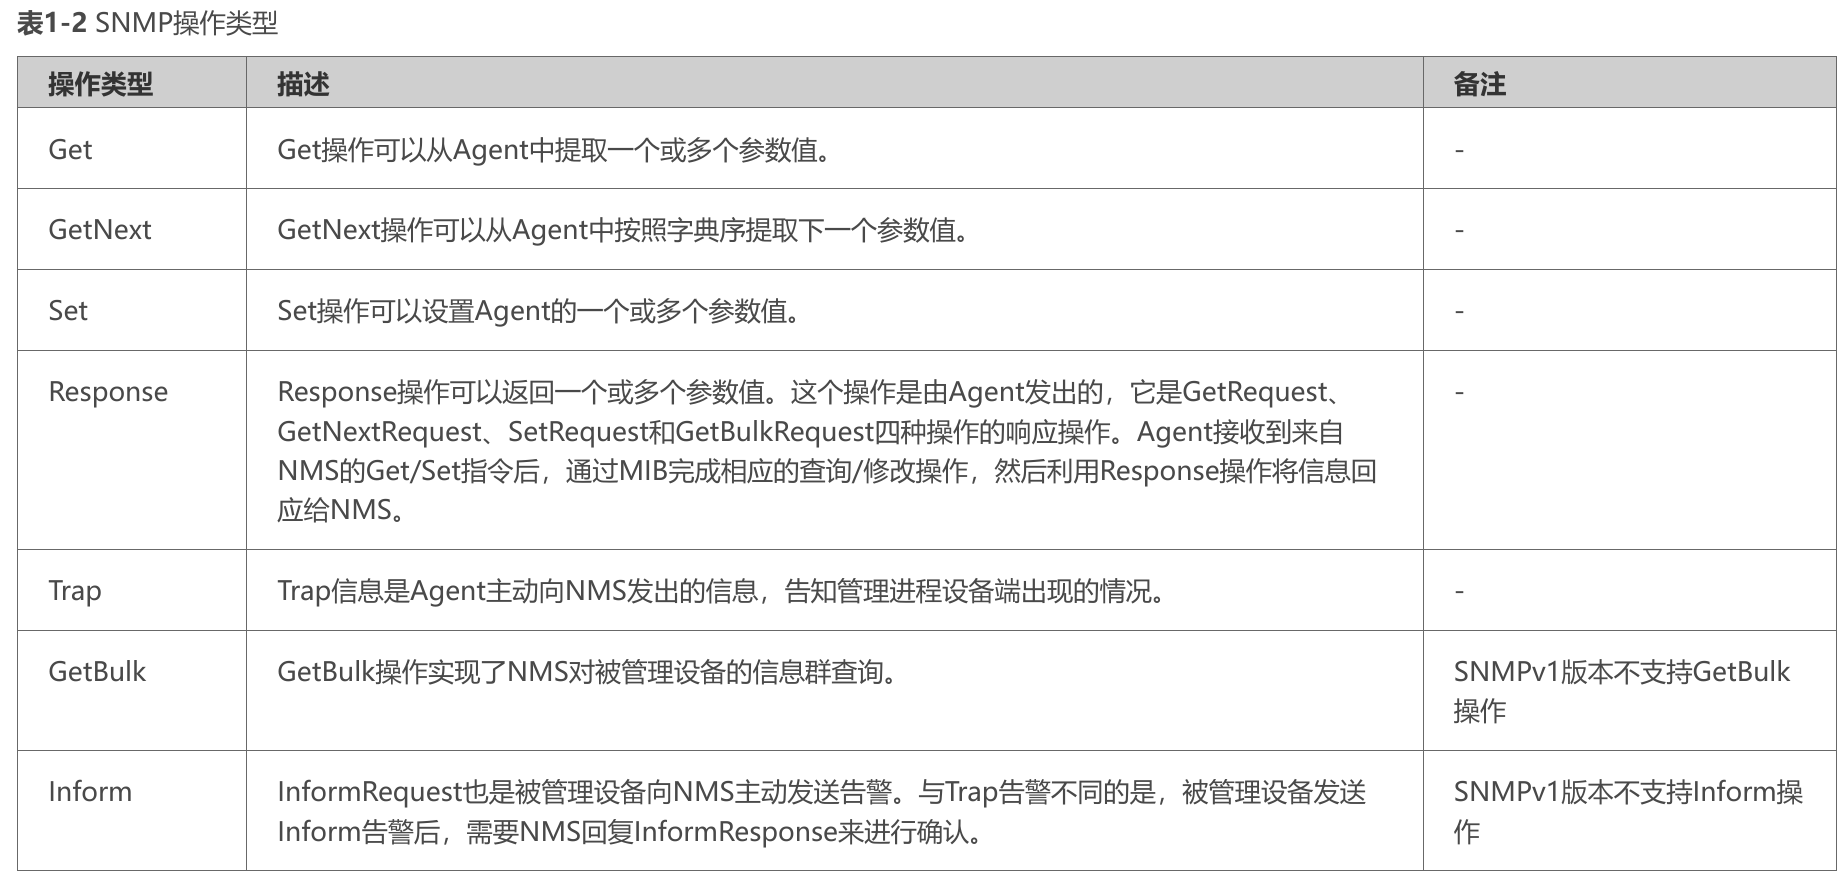 表1-2 SNMP操作类型
操作类型 描述 备注
Get Get操作可以从Agent中提取一个或多个参数值。 -
GetNext GetNext操作可以从Agent中按照字典序提取下一个参数值。 -
Set Set操作可以设置Agent的一个或多个参数值。 -
Response Response操作可以返回一个或多个参数值。这个操作是由Agent发出的，它是GetRequest、 -
GetNextRequest、SetRequest和GetBulkRequest四种操作的响应操作。Agent接收到来自
NMS的Get/Set指令后，通过MIB完成相应的查询/修改操作，然后利用Response操作将信息回
应给NMS。
Trap Trap信息是Agent主动向NMS发出的信息，告知管理进程设备端出现的情况。 -
GetBulk GetBulk操作实现了NMS对被管理设备的信息群查询。 SNMPv1版本不支持GetBulk
操作
Inform InformRequest也是被管理设备向NMS主动发送告警。与Trap告警不同的是，被管理设备发送 SNMPv1版本不支持Inform操
Inform告警后，需要NMS回复InformResponse来进行确认。 作